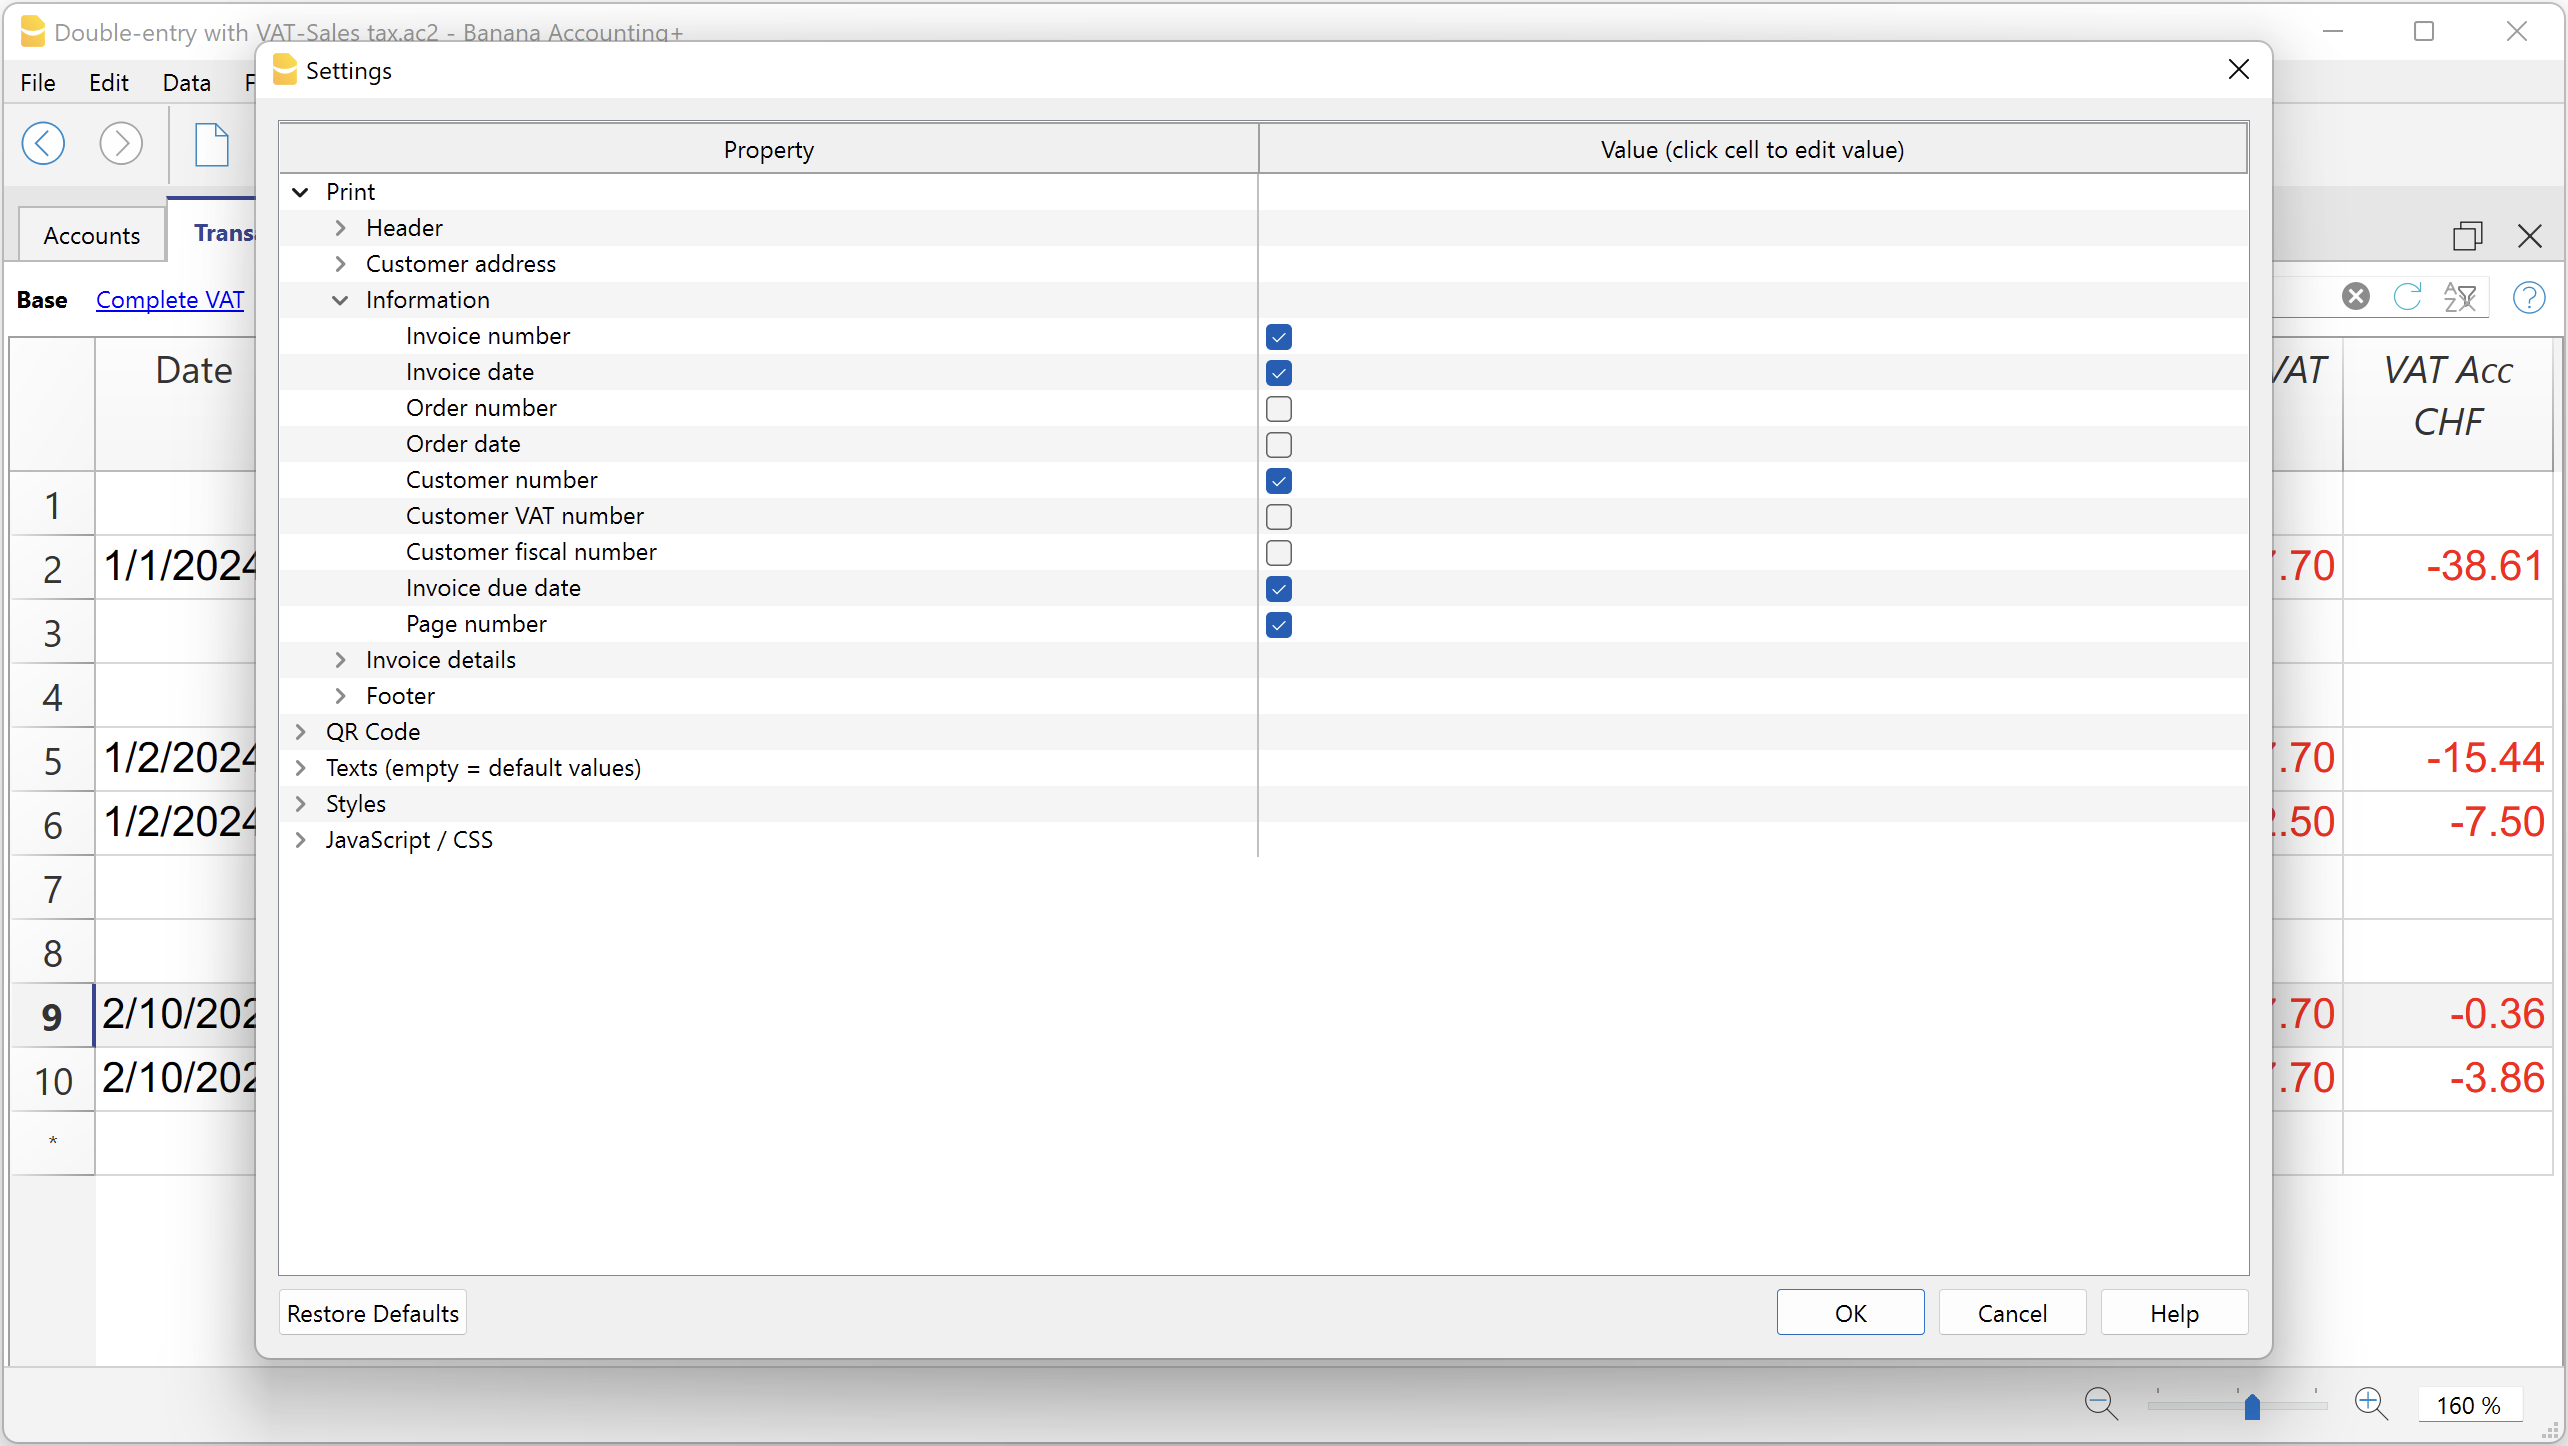 Double-entry with VAT-Sales tax.ac2 - Banana Accounting+
Settings
File Edit Data F
Property Value (click cell to edit value)
Print
Header
Customer address
Information
Invoice number
Invoice date
Order number
Order date
Customer number
Customer VAT number
Customer fiscal number
Invoice due date
Page number
Invoice details
Footer
QR Code
Texts (empty = default values)
Styles
JavaScript / CSS
Restore Defaults OK Cancel Help
Accounts
Base Complete VAT
Date VAT VAT Acc
CHF
1
2 1/1/2024 .70 -38.61
3
4
5 1/2/2024 .70 -15.44
6 1/2/2024 .50 -7.50
7
8
9 2/10/202 .70 -0.36
10 2/10/202 .70 -3.86
*
160 %